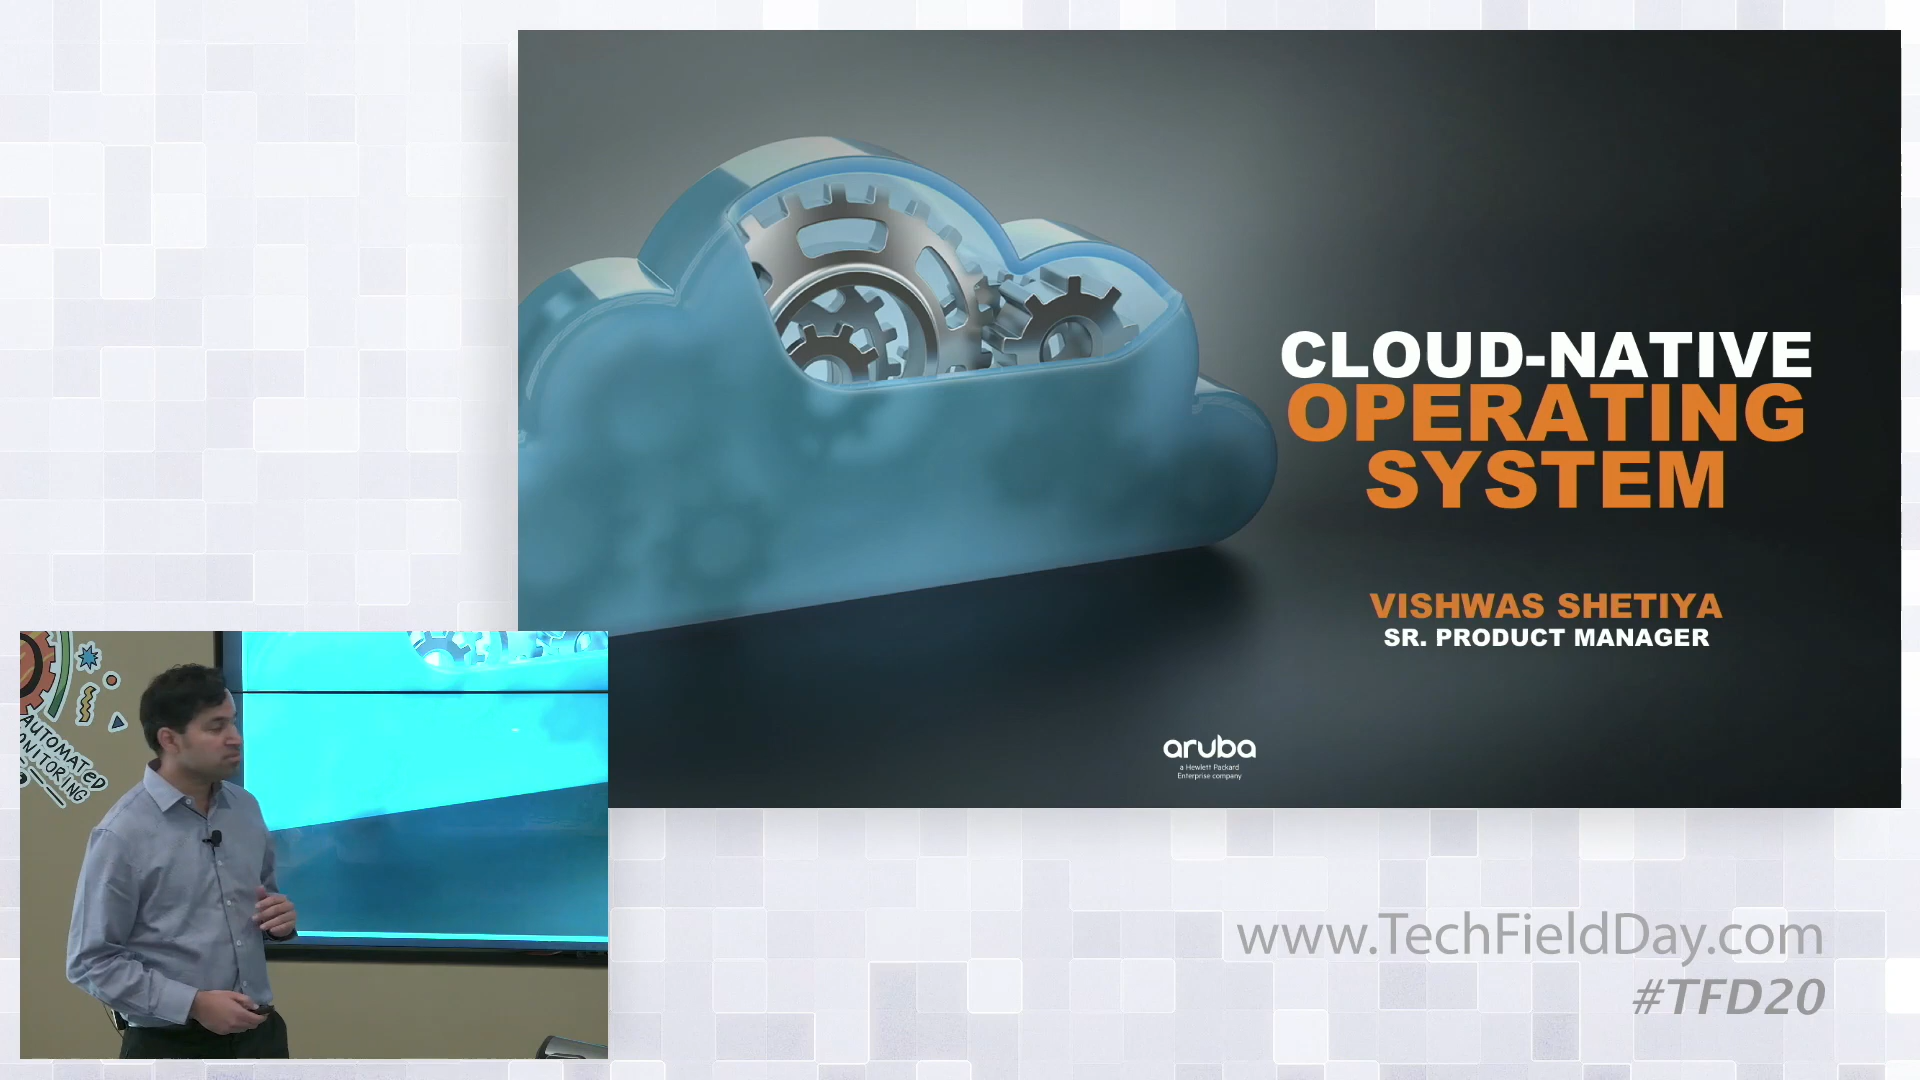 CLOUD-NATIVE
OPERATING
SYSTEM
VISHWAS SHETIYA
SR. PRODUCT MANAGER
aruba
a Hewlett Packard
Enterprise company
AUTOMATED
MONITORING
www.TechFieldDay.com
#TFD20